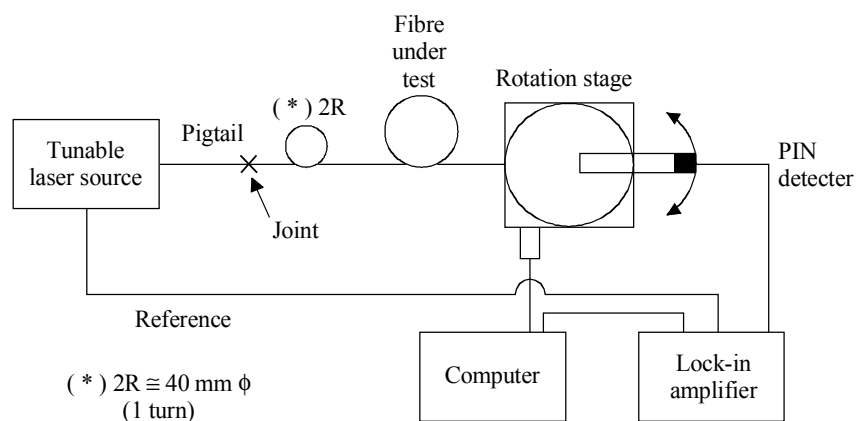 Fibre
under
test
Rotation stage
( * ) 2R
Pigtail
Tunable
laser source
PIN
detecter
Joint
Reference
Computer
Lock-in
amplifier
( * ) 2R ≅ 40 mm ϕ
(1 turn)